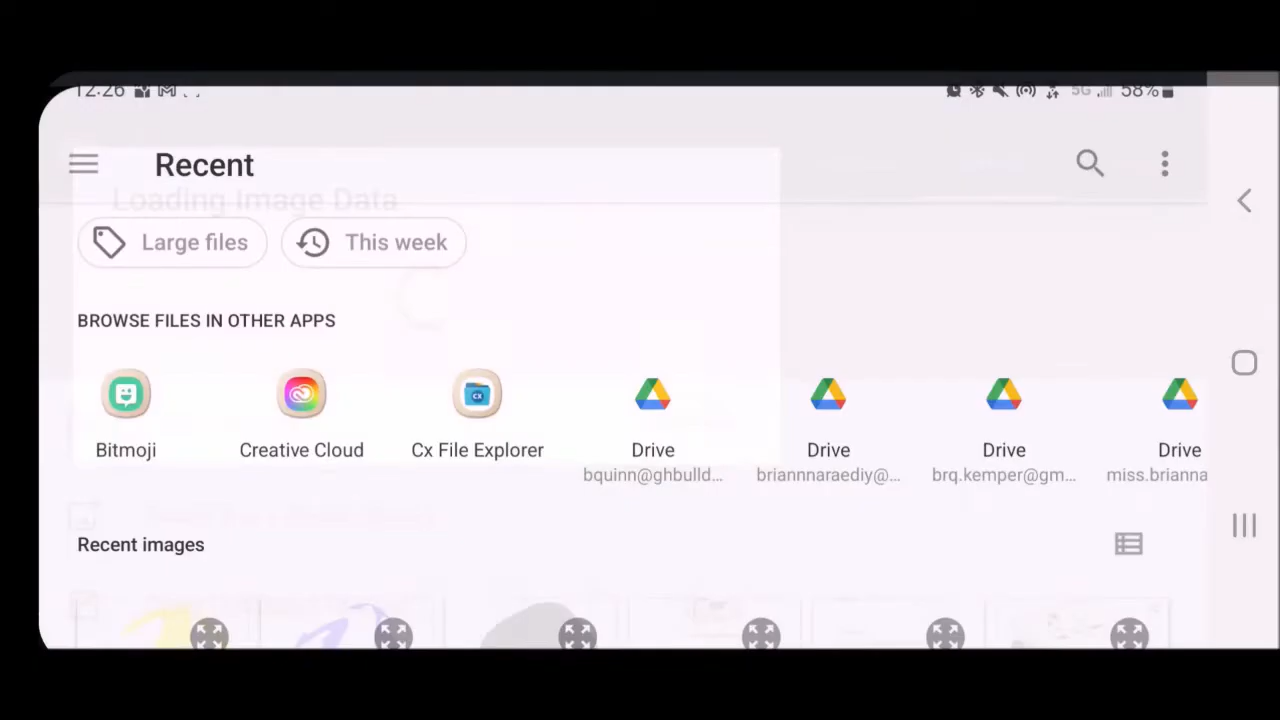 12:26 5G 58%
Recent
Loading Image Data
Large files This week
BROWSE FILES IN OTHER APPS
Bitmoji Creative Cloud Cx File Explorer Drive Drive Drive Drive
bquinn@ghbulld... briannnaraediy@... brq.kemper@gm... miss.brianna
Recent images